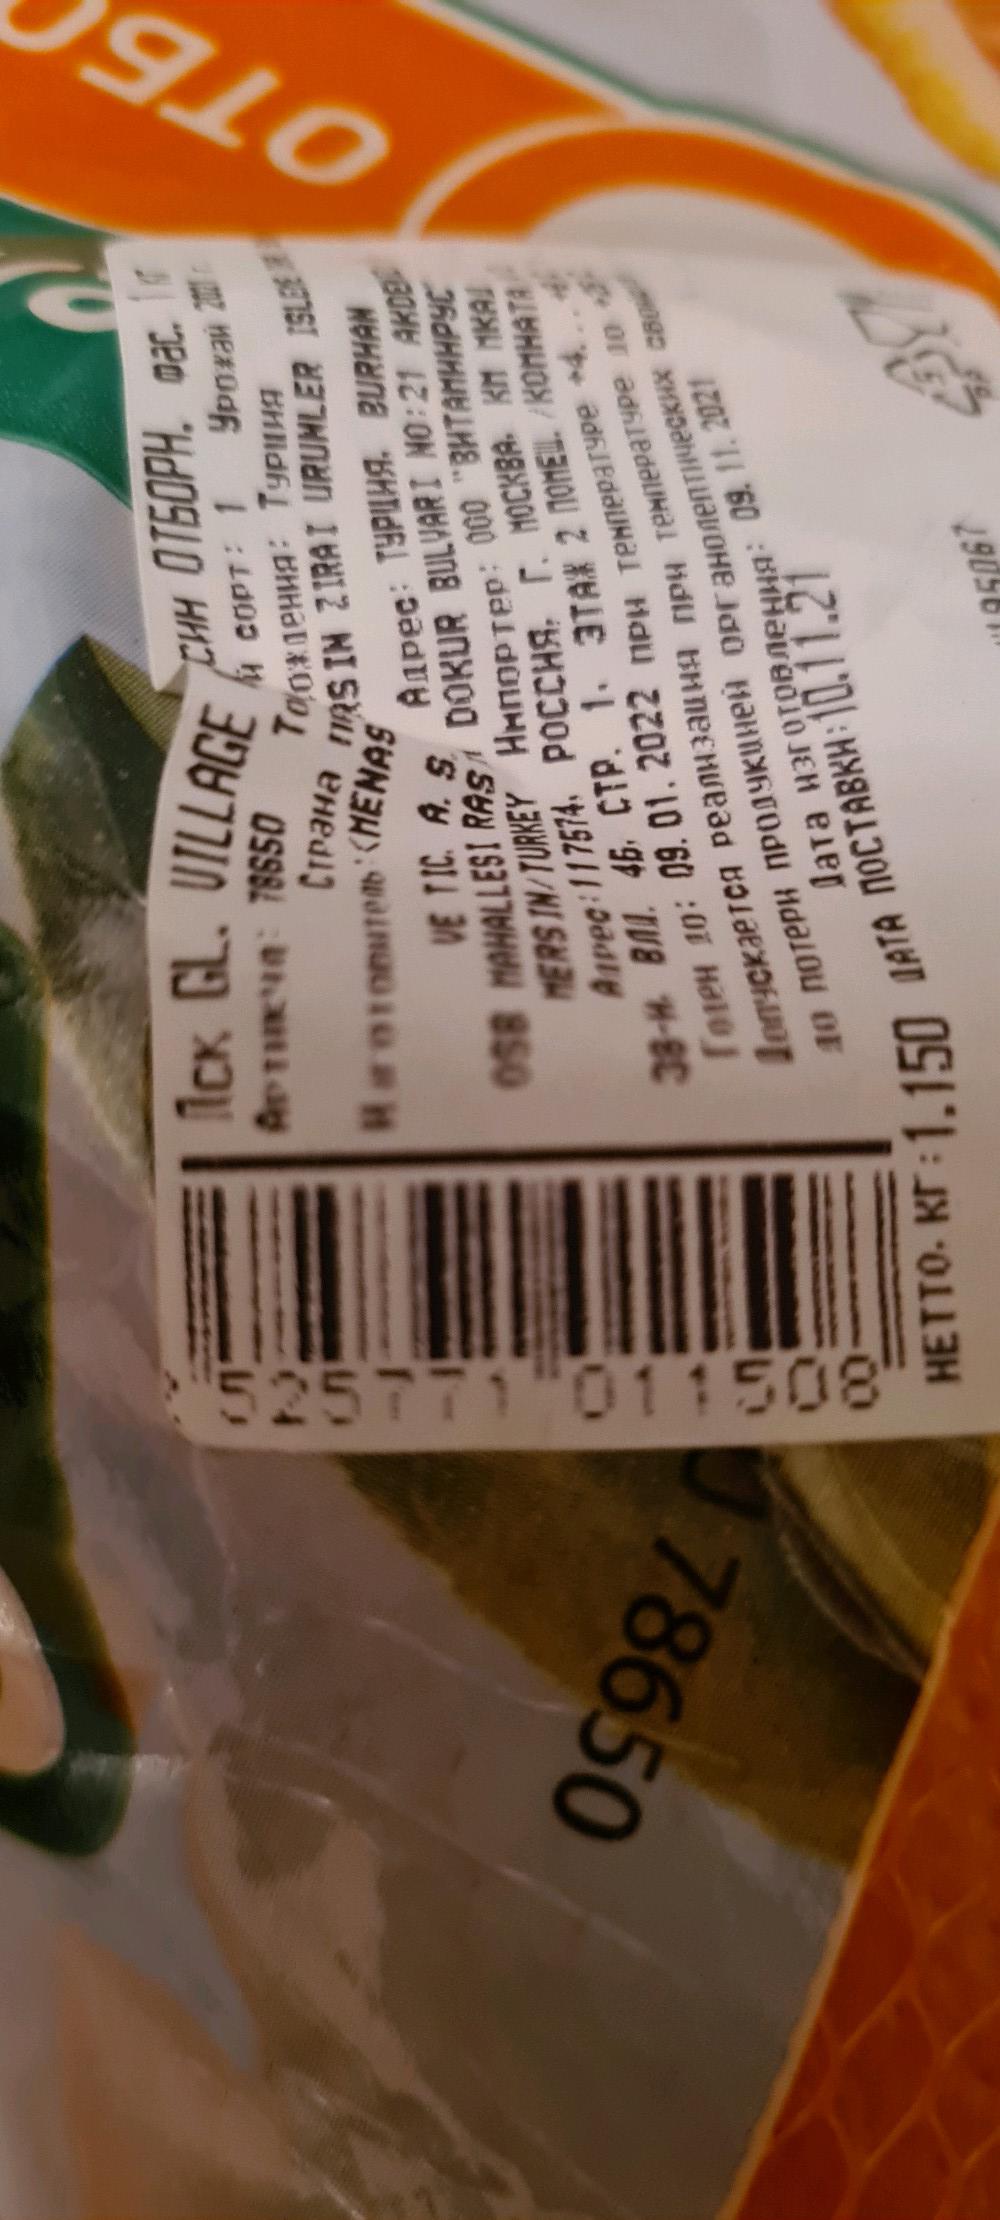 ОТБО
Пск GL. VILLAGE СИН ОТБОРН. Фас. 1 кг
Артикул: 78650 й сорт: 1 Урожай 2021 г
Страна происхождения: Турция
Изготовитель:<MENAS MERSIN ZIRAI URUNLER ISLEME
VE TIC. A. S. Адрес: ТУРЦИЯ. BURHAN
OSB MAHALLESI RASI DOKUR BULVARI NO:21 AKDENI
MERSIN/TURKEY Импортер: ООО "ВИТАМИНРУС
Адрес:117574, РОССИЯ, Г. МОСКВА. КМ МКАД
38-й. ВЛД. 4Б, СТР. 1. ЭТАЖ 2 ПОМЕЩ./КОМНАТА
Годен до: 09.01.2022 при температуре +4...
Допускается реализация при температуре до
до потери продукцией органолептических свойств
Дата изготовления: 09.11.2021
НЕТТО. КГ:1.150 ДАТА ПОСТАВКИ:10.11.21
78650